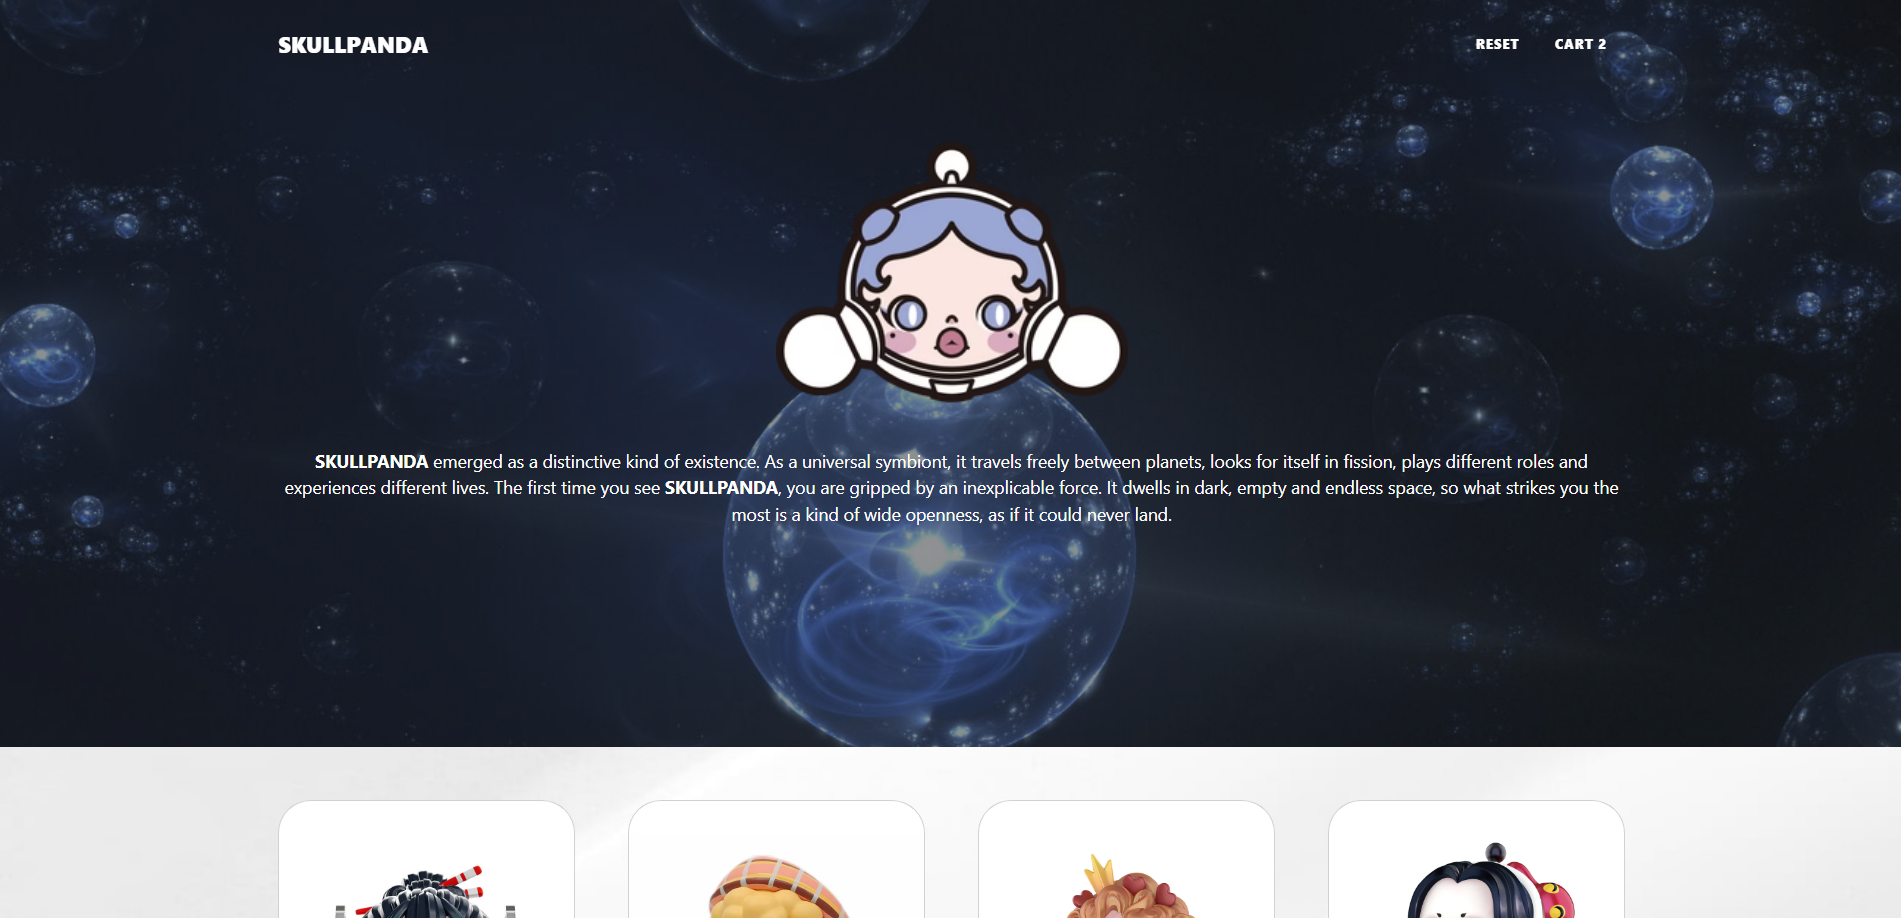 SKULLPANDA
RESET
CART 2
SKULLPANDA emerged as a distinctive kind of existence. As a universal symbiont, it travels freely between planets, looks for itself in fission, plays different roles and
experiences different lives. The first time you see SKULLPANDA, you are gripped by an inexplicable force. It dwells in dark, empty and endless space, so what strikes you the
most is a kind of wide openness, as if it could never land.